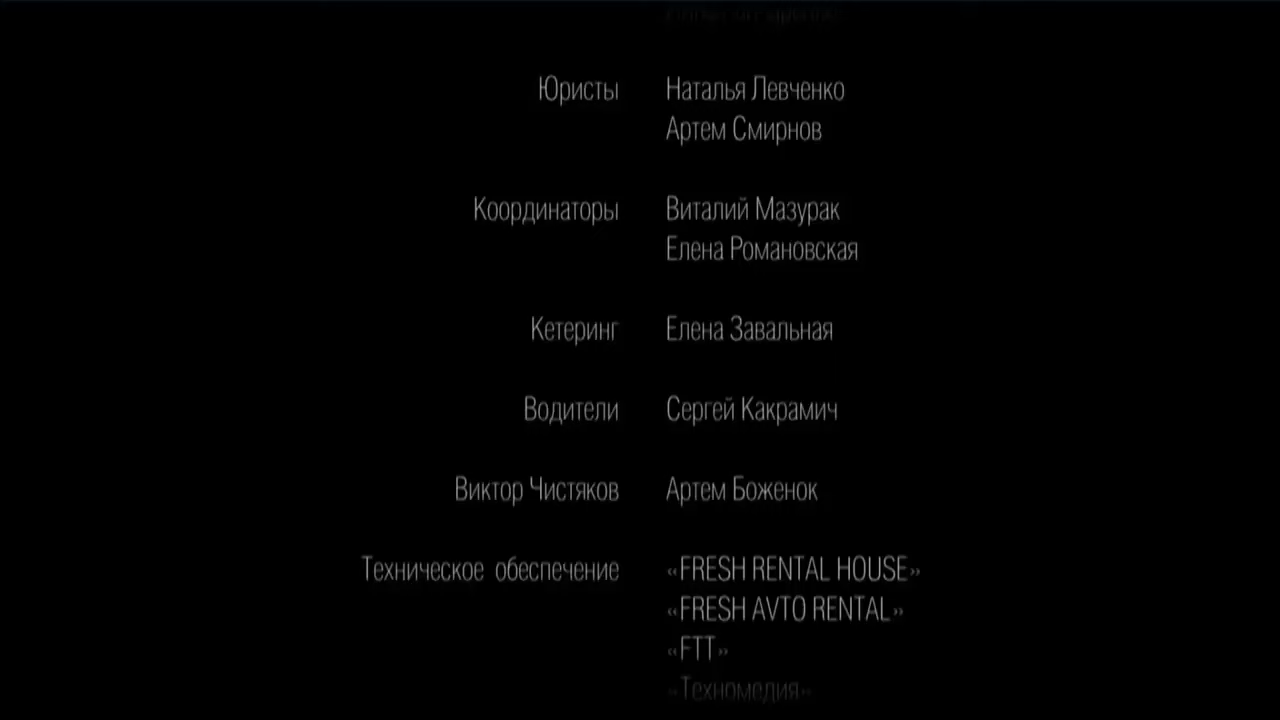 Юристы Наталья Левченко
Артем Смирнов
Координаторы Виталий Мазурак
Елена Романовская
Кетеринг Елена Завальная
Водители Сергей Какрамич
Виктор Чистяков Артем Боженок
Техническое обеспечение «FRESH RENTAL HOUSE»
«FRESH AVTO RENTAL»
«FTT»
»Техномедия»